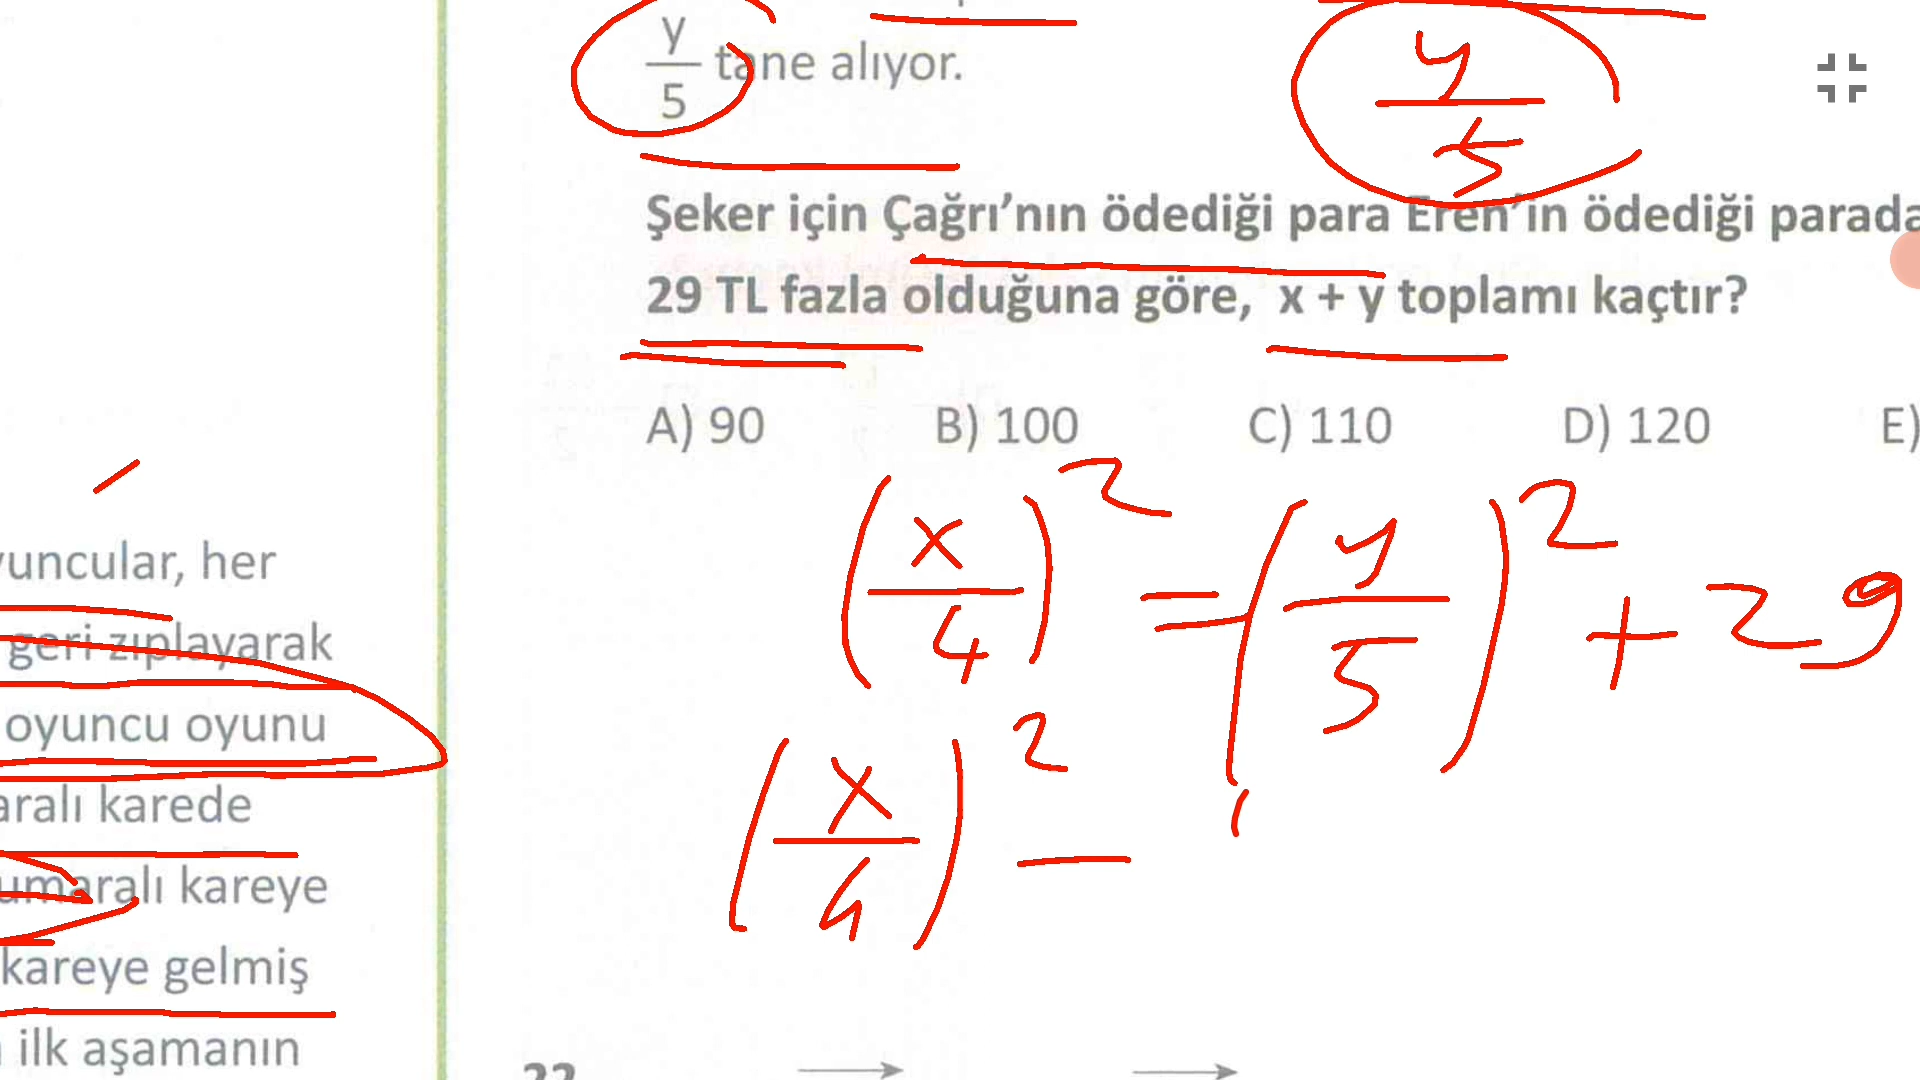 y/5 tane alıyor.
y/5
Şeker için Çağrı'nın ödediği para Eren'in ödediği parada
29 TL fazla olduğuna göre, x + y toplamı kaçtır?
A) 90 B) 100 C) 110 D) 120 E)
(x/4)² = (y/5)² + 29
(x/4)² −
yuncular, her
geri zıplayarak
oyuncu oyunu
aralı karede
umaralı kareye
kareye gelmiş
ilk aşamanın